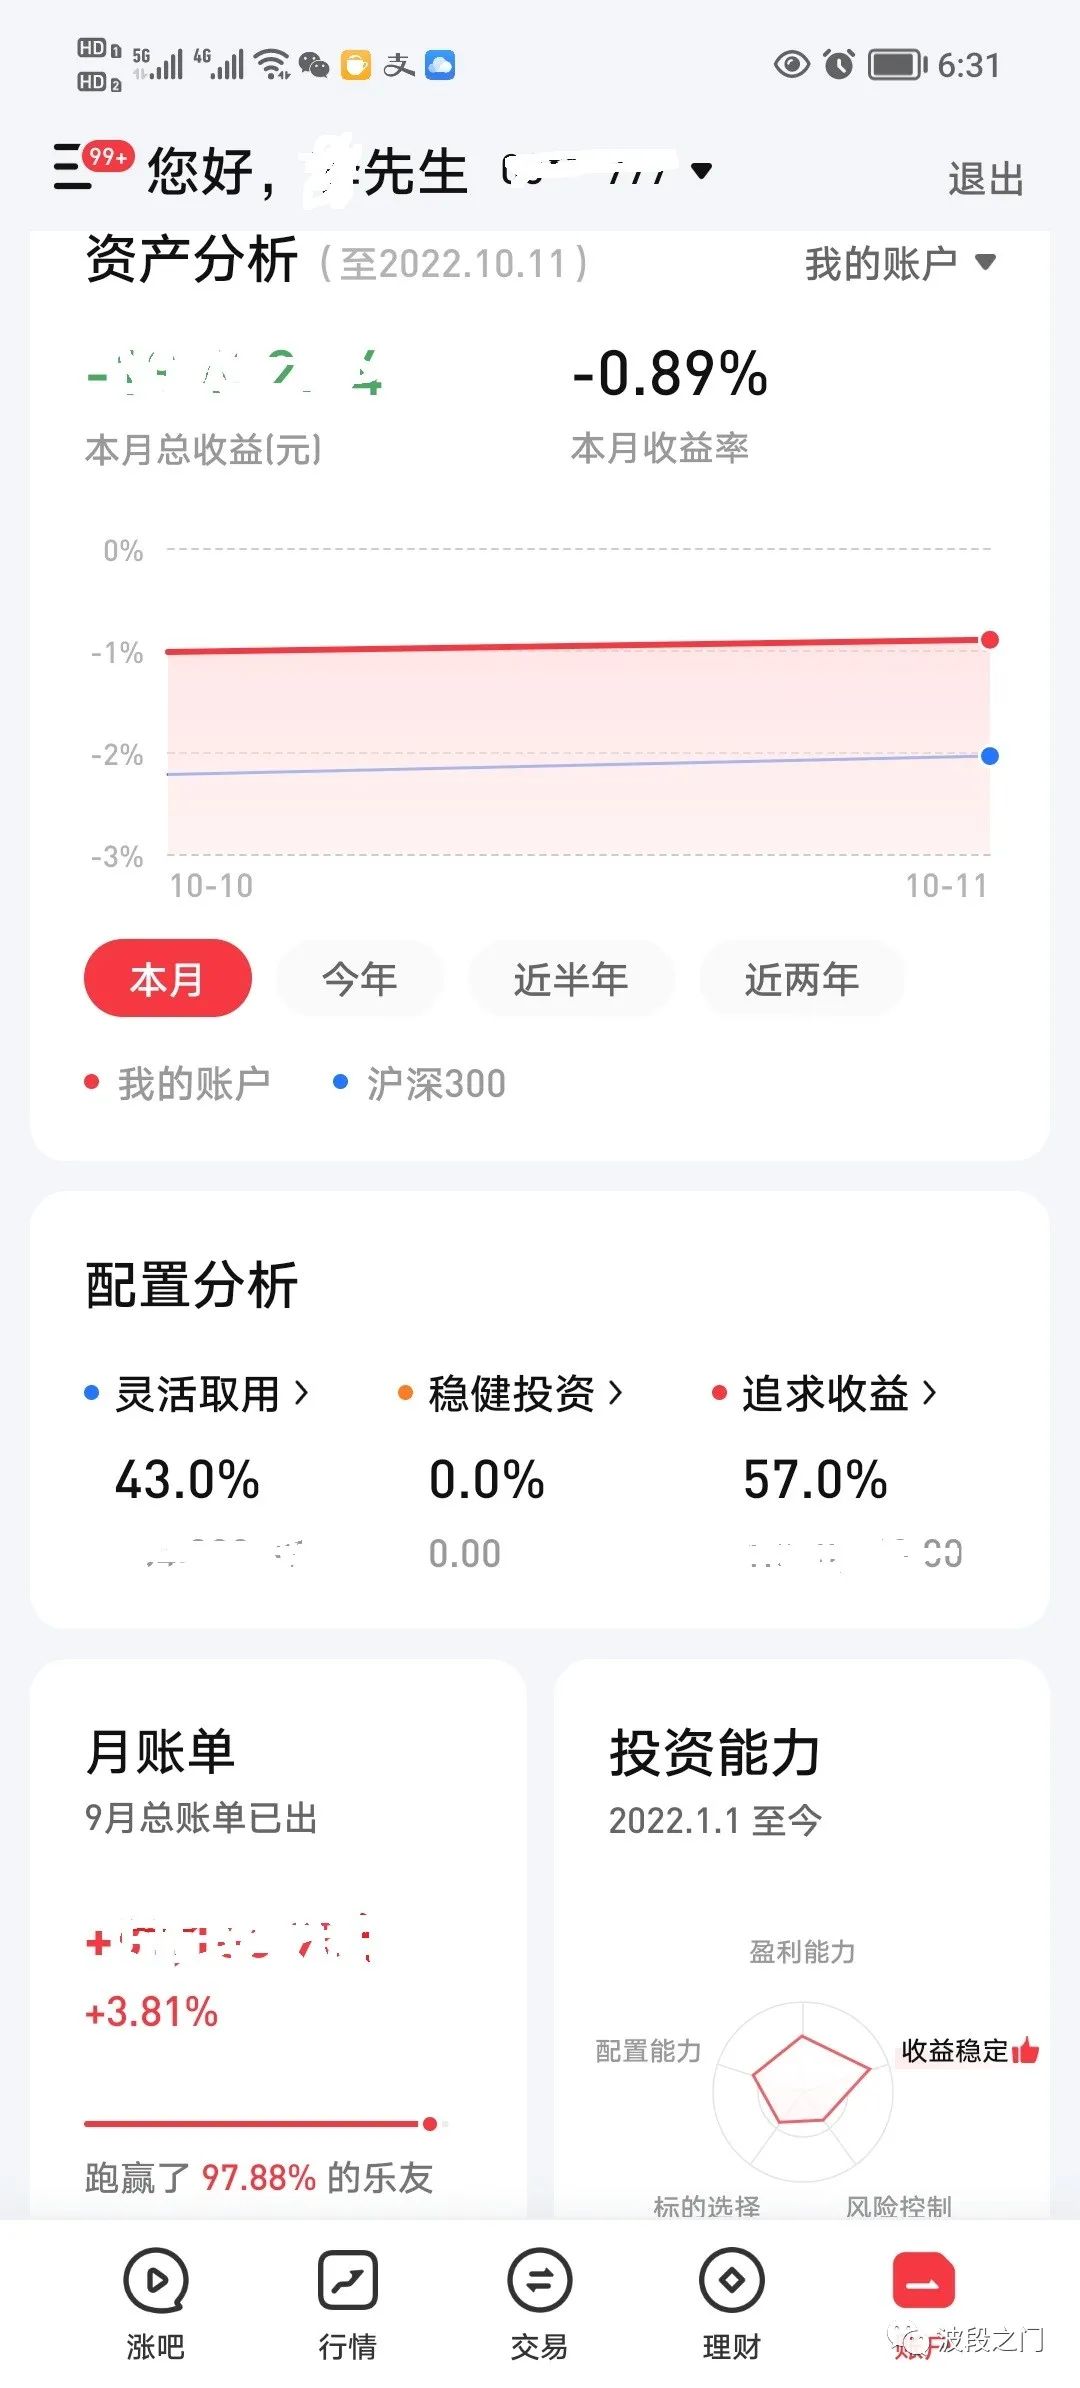 HD 1 5G 4G 6:31
HD 2
99+ 您好， 先生 退出
资产分析 (至2022.10.11) 我的账户
-0.89%
本月总收益(元) 本月收益率
0%
-1%
-2%
-3%
10-10 10-11
本月 今年 近半年 近两年
我的账户 沪深300
配置分析
灵活取用 稳健投资 追求收益
43.0% 0.0% 57.0%
0.00
月账单
9月总账单已出
+3.81%
跑赢了 97.88% 的乐友
投资能力
2022.1.1 至今
盈利能力
配置能力 收益稳定
标的选择 风险控制
涨吧 行情 交易 理财 账户
波段之门